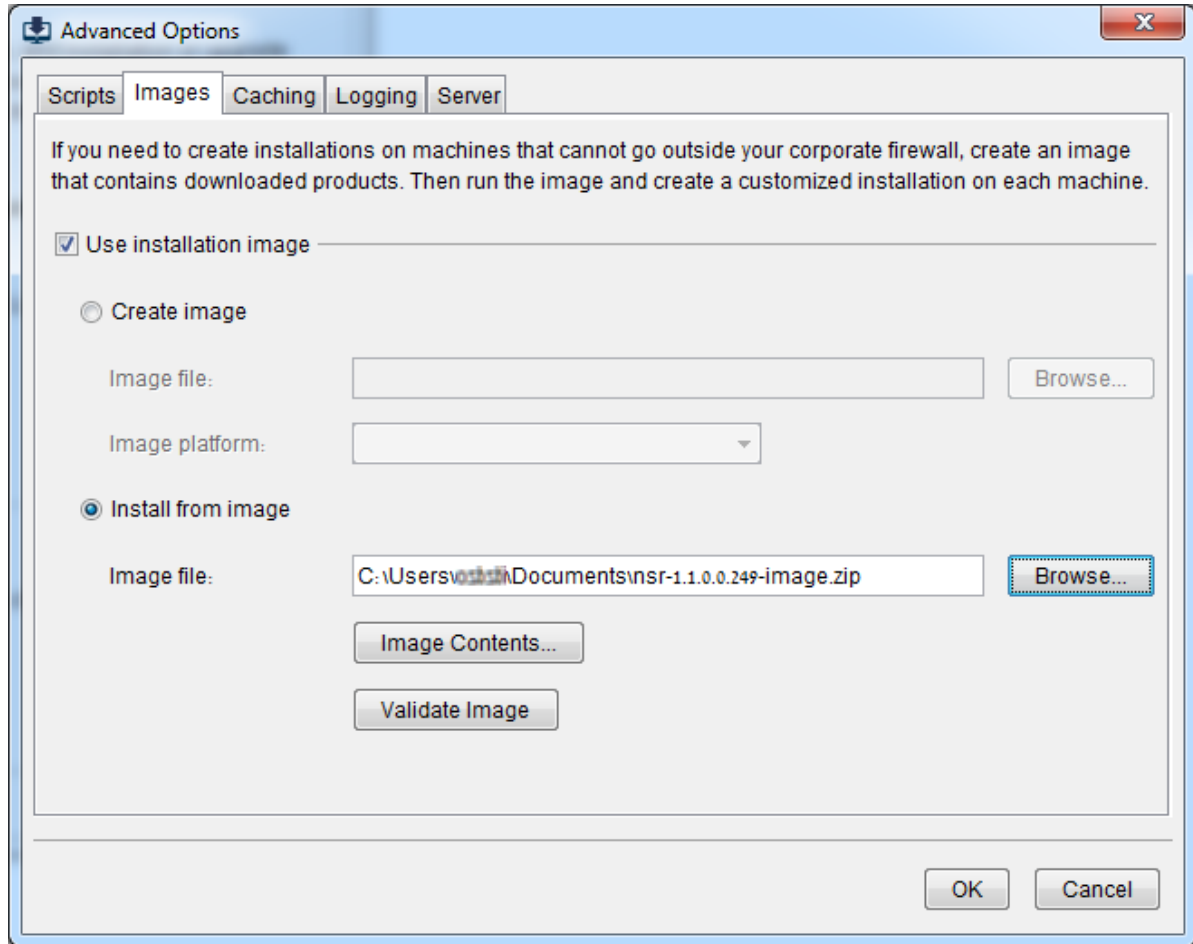 Advanced Options
Scripts Images Caching Logging Server
If you need to create installations on machines that cannot go outside your corporate firewall, create an image
that contains downloaded products. Then run the image and create a customized installation on each machine.
Use installation image
Create image
Image file: Browse...
Image platform:
Install from image
Image file: C:\Users\ \Documents\nsr-1.1.0.0.249-image.zip Browse...
Image Contents...
Validate Image
OK Cancel